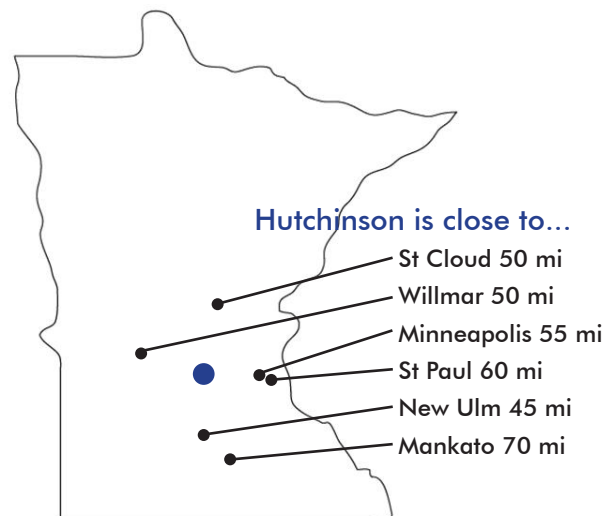 Hutchinson is close to...
St Cloud 50 mi
Willmar 50 mi
Minneapolis 55 mi
St Paul 60 mi
New Ulm 45 mi
Mankato 70 mi